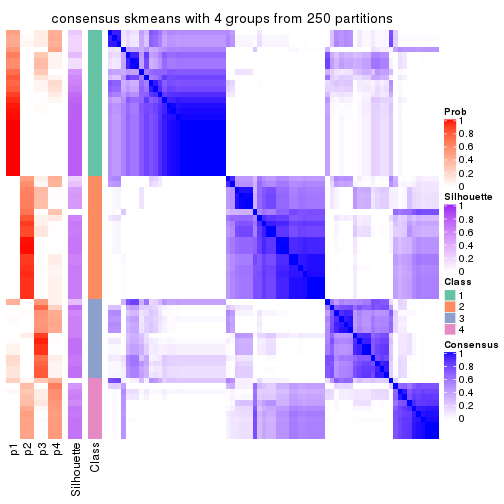 consensus skmeans with 4 groups from 250 partitions
Prob
1
0.8
0.6
0.4
0.2
0
Silhouette
1
0.8
0.6
0.4
0.2
0
Class
1
2
3
4
Consensus
1
0.8
0.6
0.4
0.2
0
p1
p2
p3
p4
Silhouette
Class